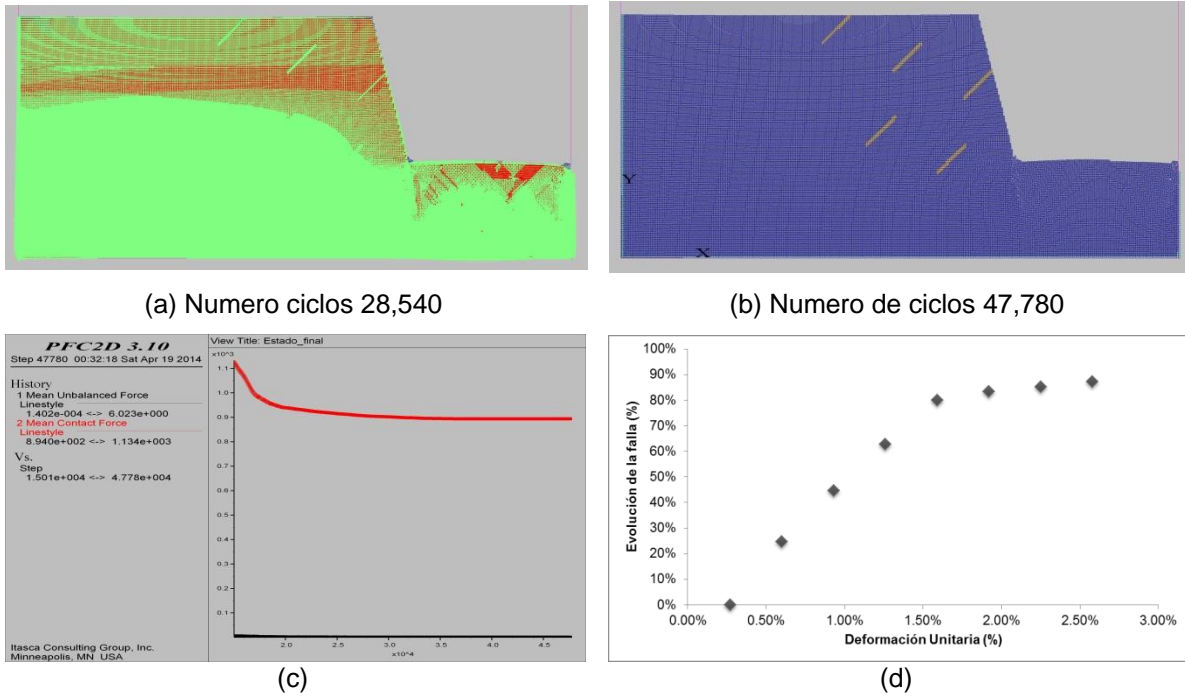 Y
X
(a) Numero ciclos 28,540
(b) Numero de ciclos 47,780
PFC2D 3.10
Step 47780 00:32:18 Sat Apr 19 2014
History
1 Mean Unbalanced Force
Linestyle
1.402e-004 <-> 6.023e+000
2 Mean Contact Force
Linestyle
8.940e+002 <-> 1.134e+003
Vs.
Step
1.501e+004 <-> 4.778e+004
Itasca Consulting Group, Inc.
Minneapolis, MN USA
View Title: Estado_final
x10^3
1.1
1.0
0.9
0.8
0.7
0.6
0.5
0.4
0.3
0.2
0.1
2.0 2.5 3.0 3.5 4.0 4.5
x10^4
(c)
Evolución de la falla (%)
100%
90%
80%
70%
60%
50%
40%
30%
20%
10%
0%
0.00% 0.50% 1.00% 1.50% 2.00% 2.50% 3.00%
Deformación Unitaria (%)
(d)